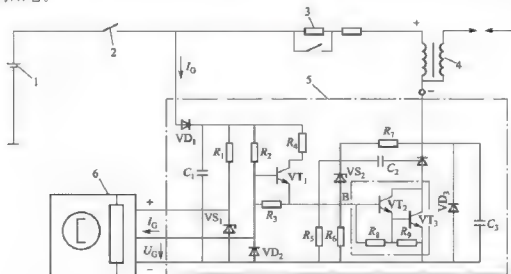 3
+
2
4
1
I_G
5
−
VD₁
R₁
R₂
R₄
R₇
VS₂
C₂
C₁
VT₁
6
R₃
B
VT₂
VD₃
VS₁
VT₃
C₃
+
I_G
R₅
R₆
R₈
R₉
U_G
VD₂
−